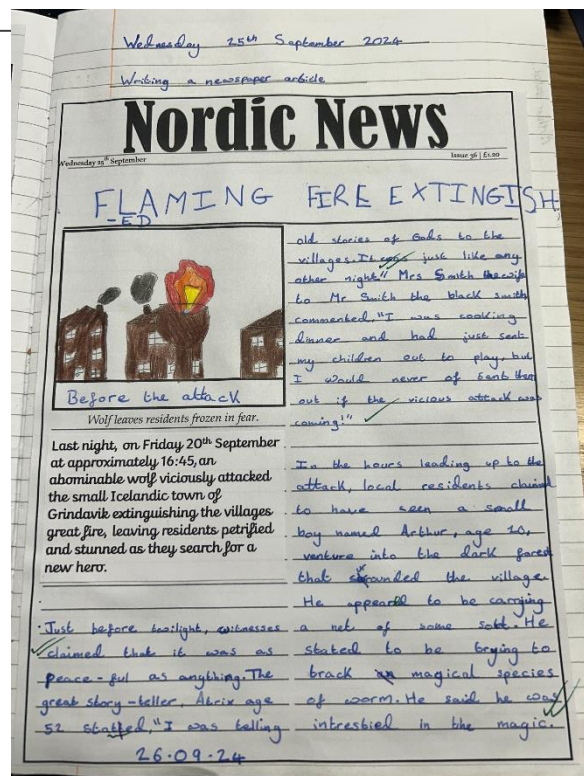 Wednesday 25th September 2024
Writing a newspaper article
Nordic News
Wednesday 25th September
Issue 36 | £1.20
FLAMING FIRE EXTINGISH
-ED
Before the attack
Wolf leaves residents frozen in fear.
Last night, on Friday 20th September
at approximately 16:45, an
abominable wolf viciously attacked
the small Icelandic town of
Grindavik extinguishing the villages
great fire, leaving residents petrified
and stunned as they search for a
new hero.
Just before twilight, witnesses
claimed that it was as
peace-ful as anything. The
great story-teller, Atrix age
52 statted, "I was telling
26.09.24
old stories of Gods to the
villages. It was just like any
other night" Mrs Smith the wife
to Mr Smith the black smith
commented, "I was cooking
dinner and had just sent
my children out to play, but
I would never of sent them
out if the vicious attack was
coming!"
In the hours leading up to the
attack, local residents claimed
to have seen a small
boy named Arthur, age 10,
venture into the dark forest
that the village.
He appeared to be carrying
a net of some sott. He
stated to be trying to
track magical species
of worm. He said he was
intrestied in the magic.